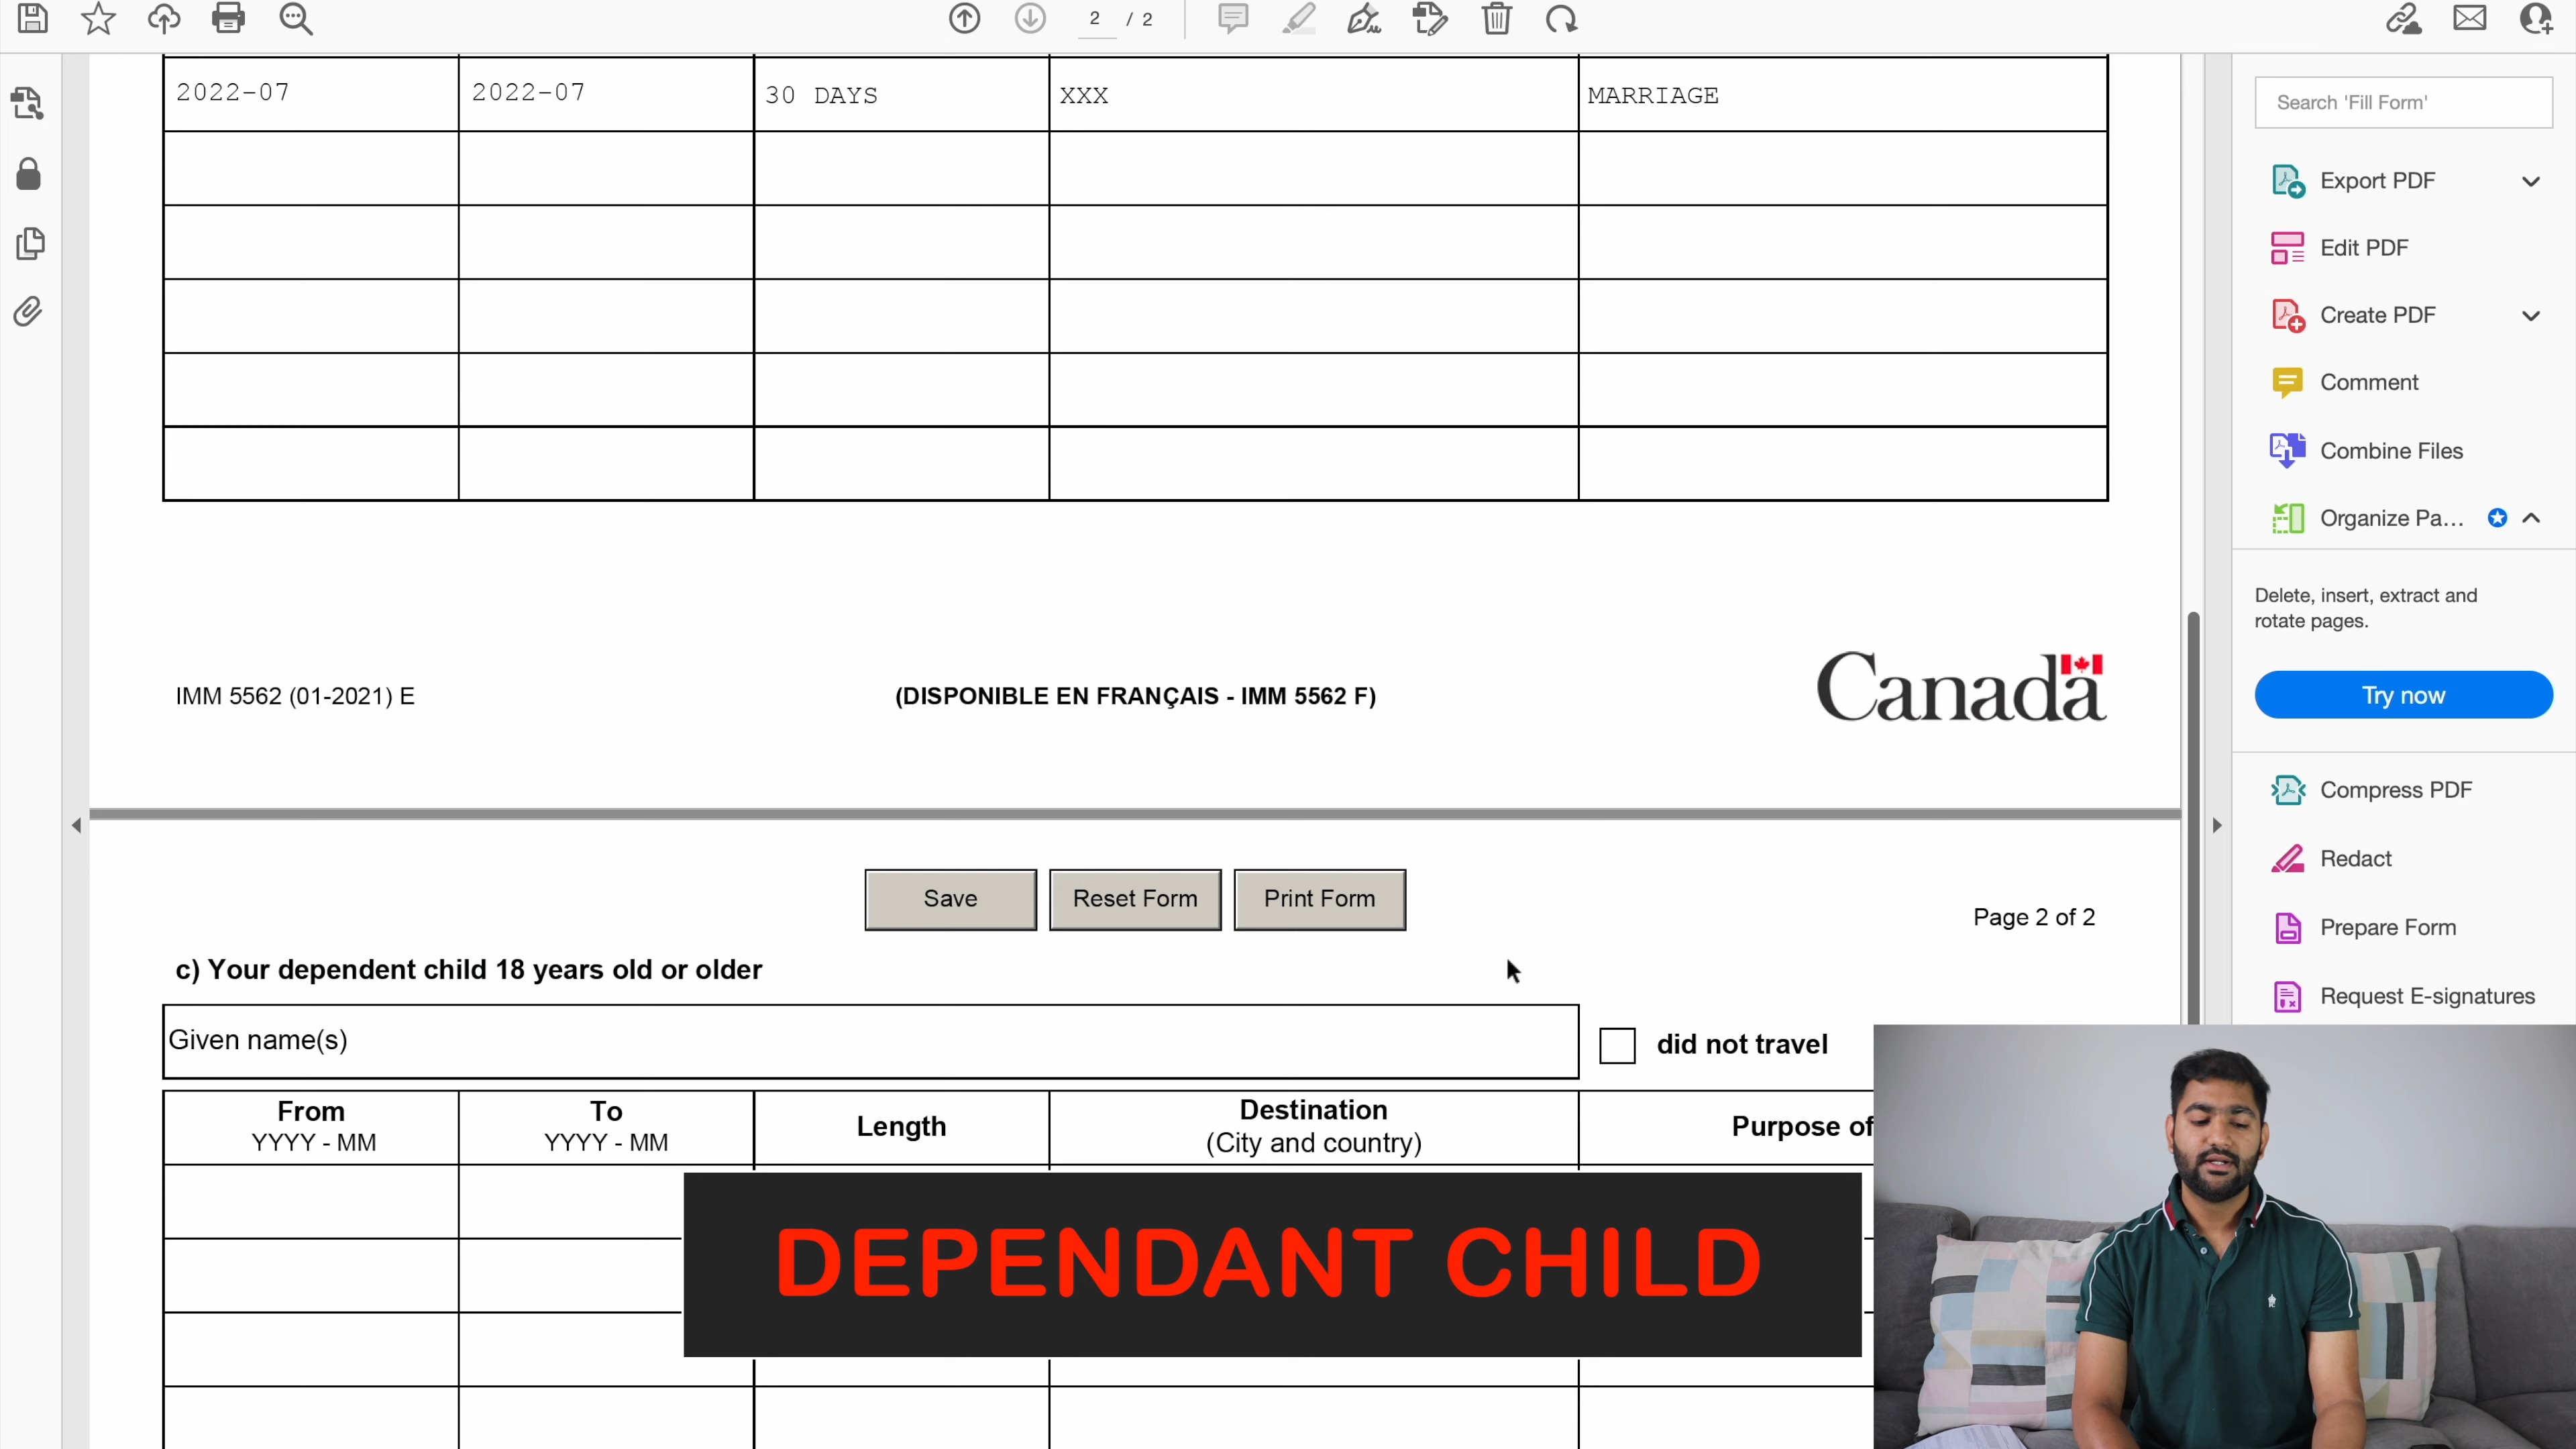 2 / 2
2022-07 2022-07 30 DAYS XXX MARRIAGE
Search 'Fill Form'
Export PDF
Edit PDF
Create PDF
Comment
Combine Files
Organize Pa...
Delete, insert, extract and
rotate pages.
Try now
Compress PDF
Redact
Prepare Form
Request E-signatures
IMM 5562 (01-2021) E (DISPONIBLE EN FRANÇAIS - IMM 5562 F) Canada
Save Reset Form Print Form
Page 2 of 2
c) Your dependent child 18 years old or older
Given name(s) did not travel
From To Length Destination Purpose of
YYYY - MM YYYY - MM (City and country)
DEPENDANT CHILD